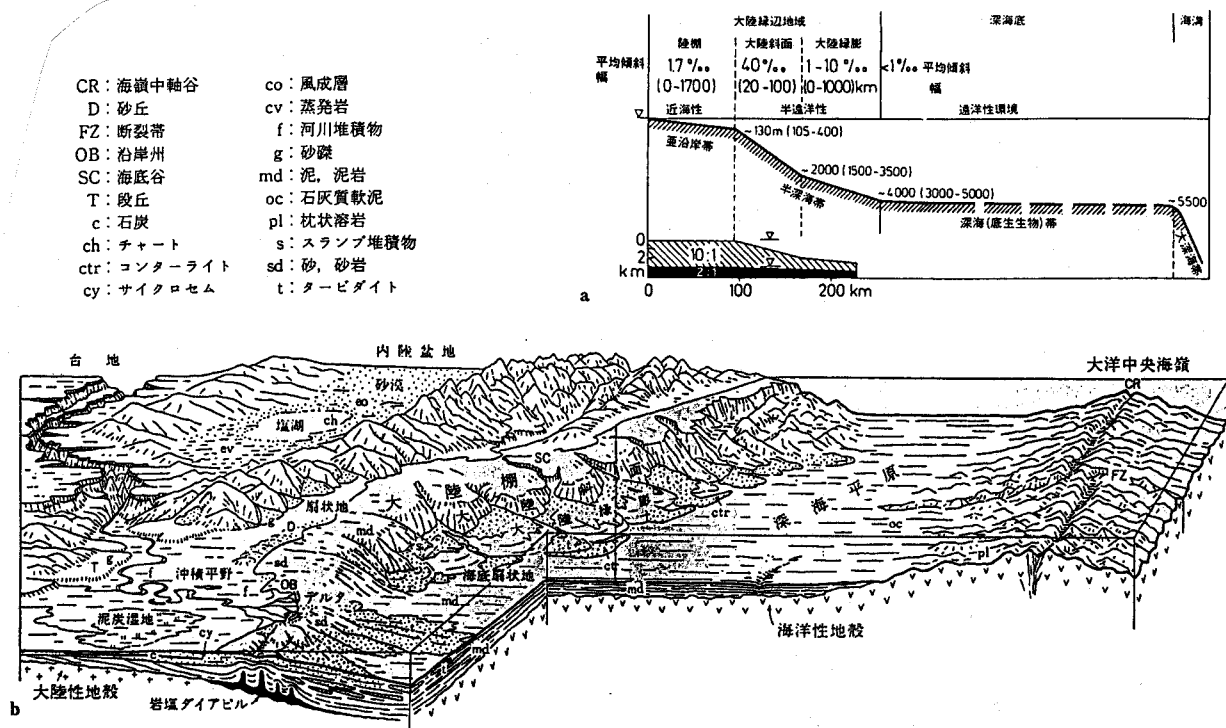 CR：海嶺中軸谷
D：砂丘
FZ：断裂帯
OB：沿岸州
SC：海底谷
T：段丘
c：石炭
ch：チャート
ctr：コンターライト
cy：サイクロセム
co：風成層
cv：蒸発岩
f：河川堆積物
g：砂礫
md：泥，泥岩
oc：石灰質軟泥
pl：枕状溶岩
s：スランプ堆積物
sd：砂，砂岩
t：タービダイト
大陸縁辺地域 深海底 海溝
陸棚 大陸斜面 大陸縁膨
平均傾斜 1.7‰ 40‰ 1-10‰ <1‰ 平均傾斜
幅 (0-1700) (20-100) (0-1000)km 幅
近海性 半遠洋性 遠洋性環境
~130m (105-400)
亜沿岸帯
~2000 (1500-3500)
半深海帯
~4000 (3000-5000)
~5500
深海(底生生物)帯
大深海帯
0
2
km
10:1
2:1
0 100 200 km
a
台地
内陸盆地
大洋中央海嶺
CR
砂漠
eo
塩湖
ch
cv
SC
大陸棚
扇状地
g
D
md
FZ
深海平原
ctr
oc
pl
T
g
f
沖積平野
sd
OB
f
デルタ
sd
海底扇状地
md
ctr
md
泥炭湿地
cy
c
md
海洋性地殻
大陸性地殻
岩塩ダイアピル
b